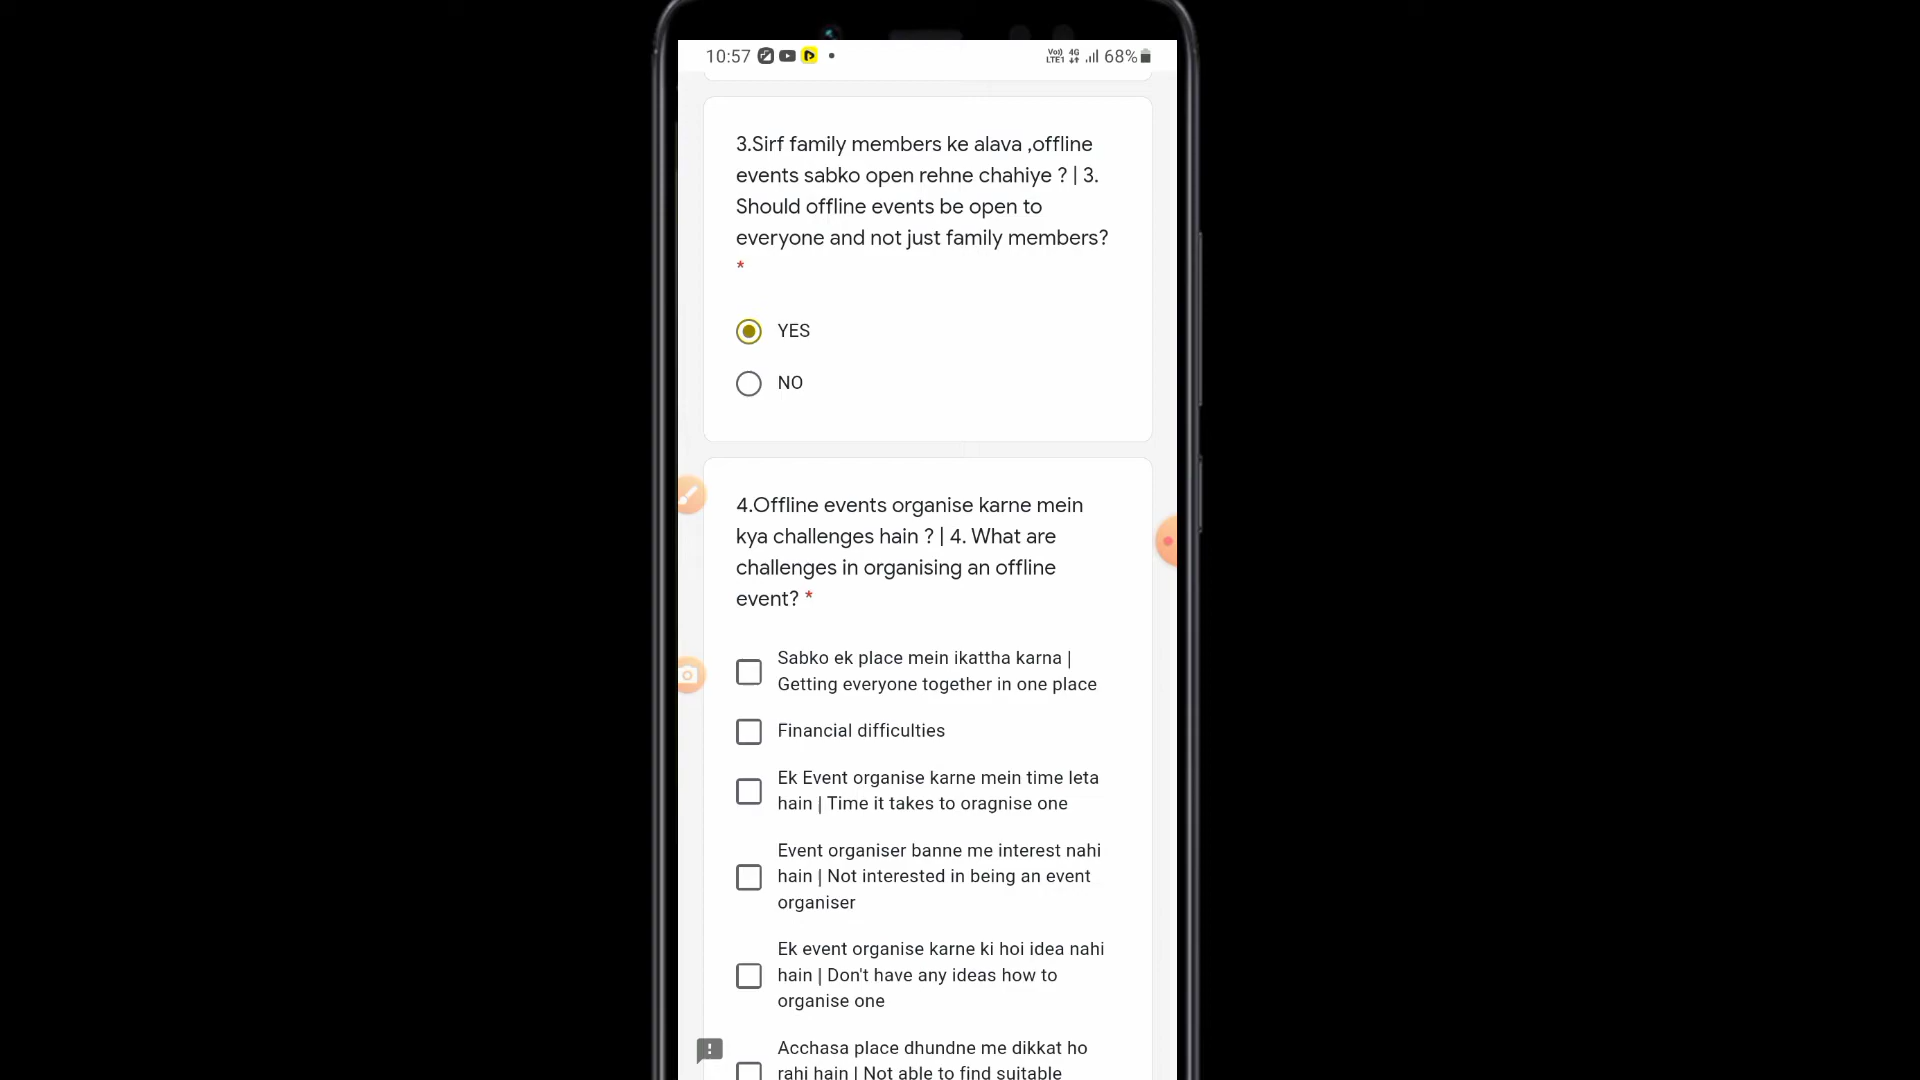 10:57
Vo)) 4G
LTE1
68%
3.Sirf family members ke alava ,offline
events sabko open rehne chahiye ? | 3.
Should offline events be open to
everyone and not just family members?
*
YES
NO
4.Offline events organise karne mein
kya challenges hain ? | 4. What are
challenges in organising an offline
event? *
Sabko ek place mein ikattha karna |
Getting everyone together in one place
Financial difficulties
Ek Event organise karne mein time leta
hain | Time it takes to oragnise one
Event organiser banne me interest nahi
hain | Not interested in being an event
organiser
Ek event organise karne ki hoi idea nahi
hain | Don't have any ideas how to
organise one
Acchasa place dhundne me dikkat ho
rahi hain | Not able to find suitable